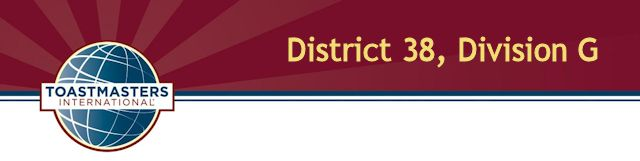 District 38, Division G
TOASTMASTERS
INTERNATIONAL